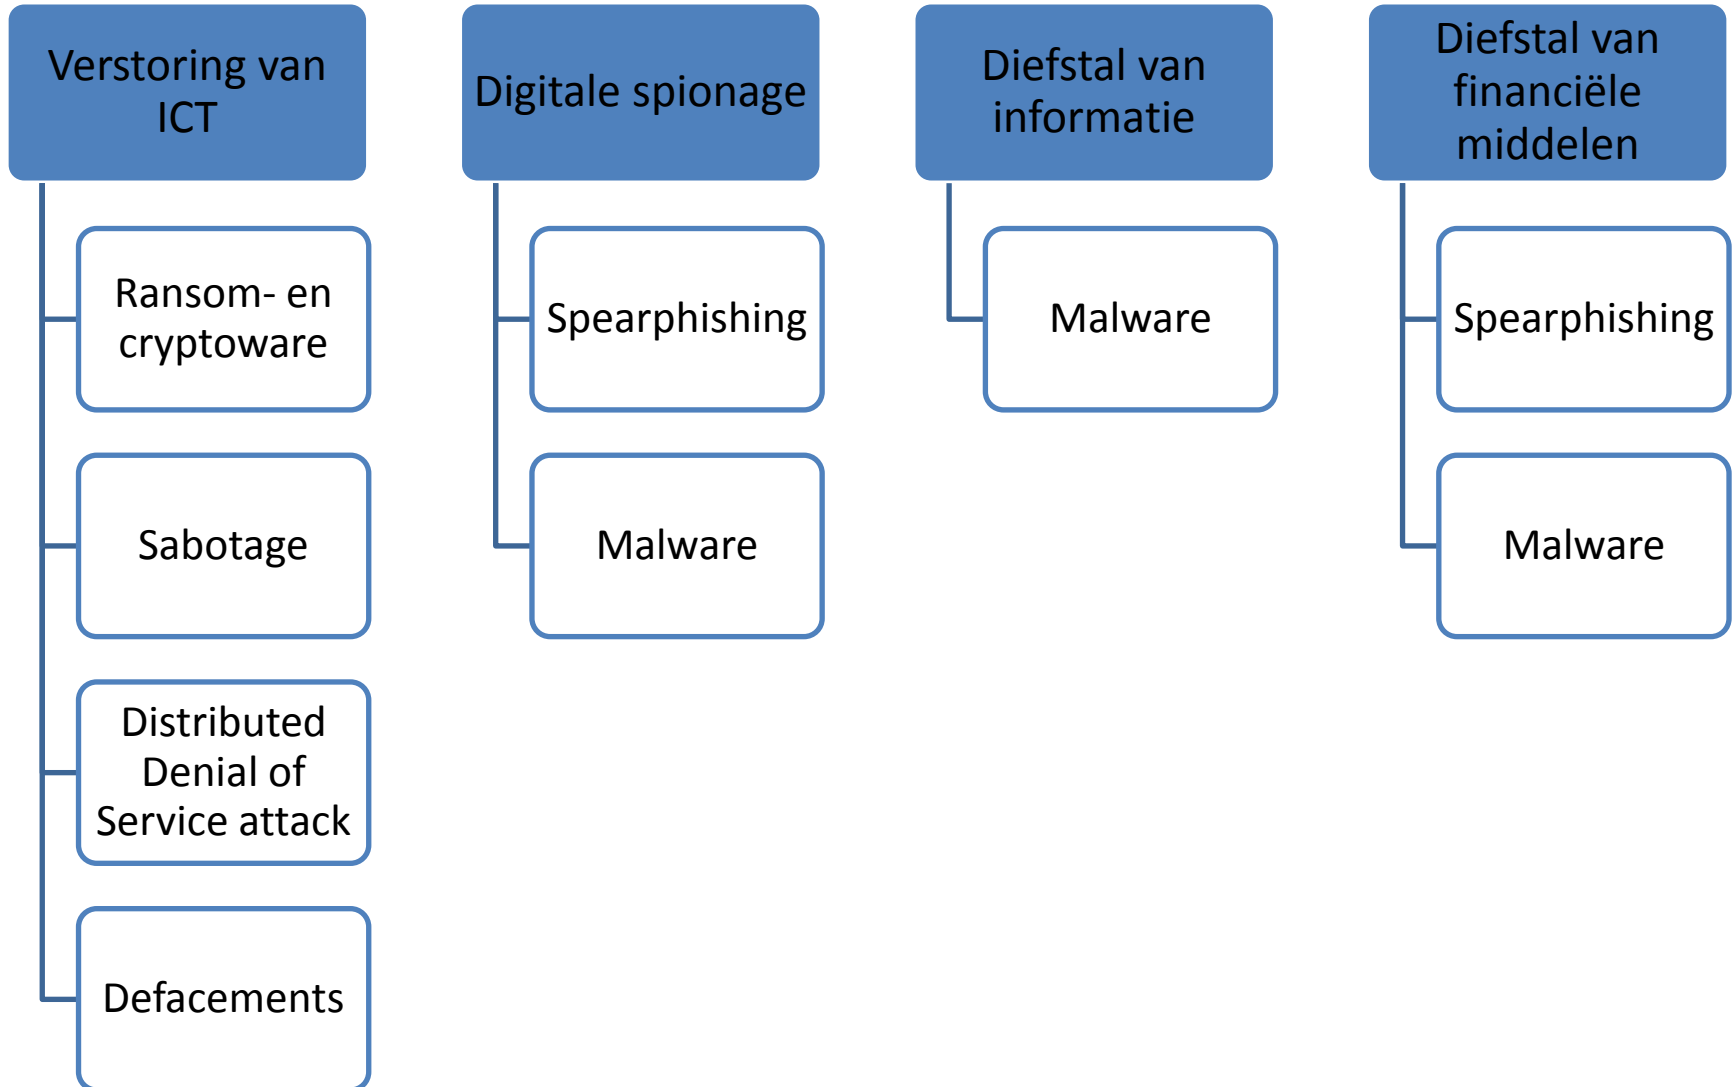 Verstoring van
ICT
Ransom- en
cryptoware
Sabotage
Distributed
Denial of
Service attack
Defacements
Digitale spionage
Spearphishing
Malware
Diefstal van
informatie
Malware
Diefstal van
financiële
middelen
Spearphishing
Malware